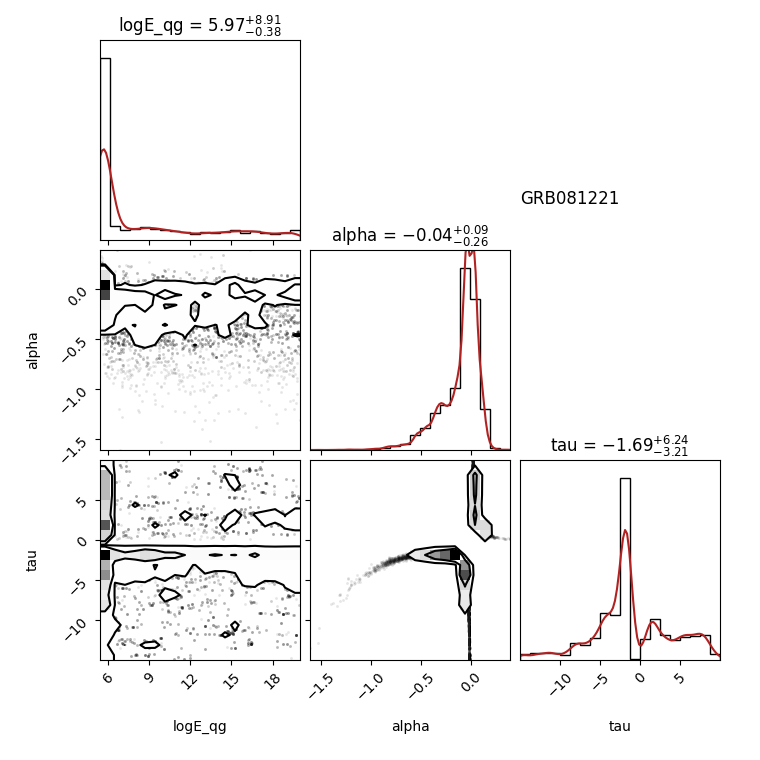 logE_qg = 5.97 +8.91 −0.38
GRB081221
alpha = −0.04 +0.09 −0.26
alpha
0.0
−0.5
−1.0
−1.5
tau = −1.69 +6.24 −3.21
tau
5
0
−5
−10
6 9 12 15 18
−1.5 −1.0 −0.5 0.0
−10 −5 0 5
logE_qg alpha tau